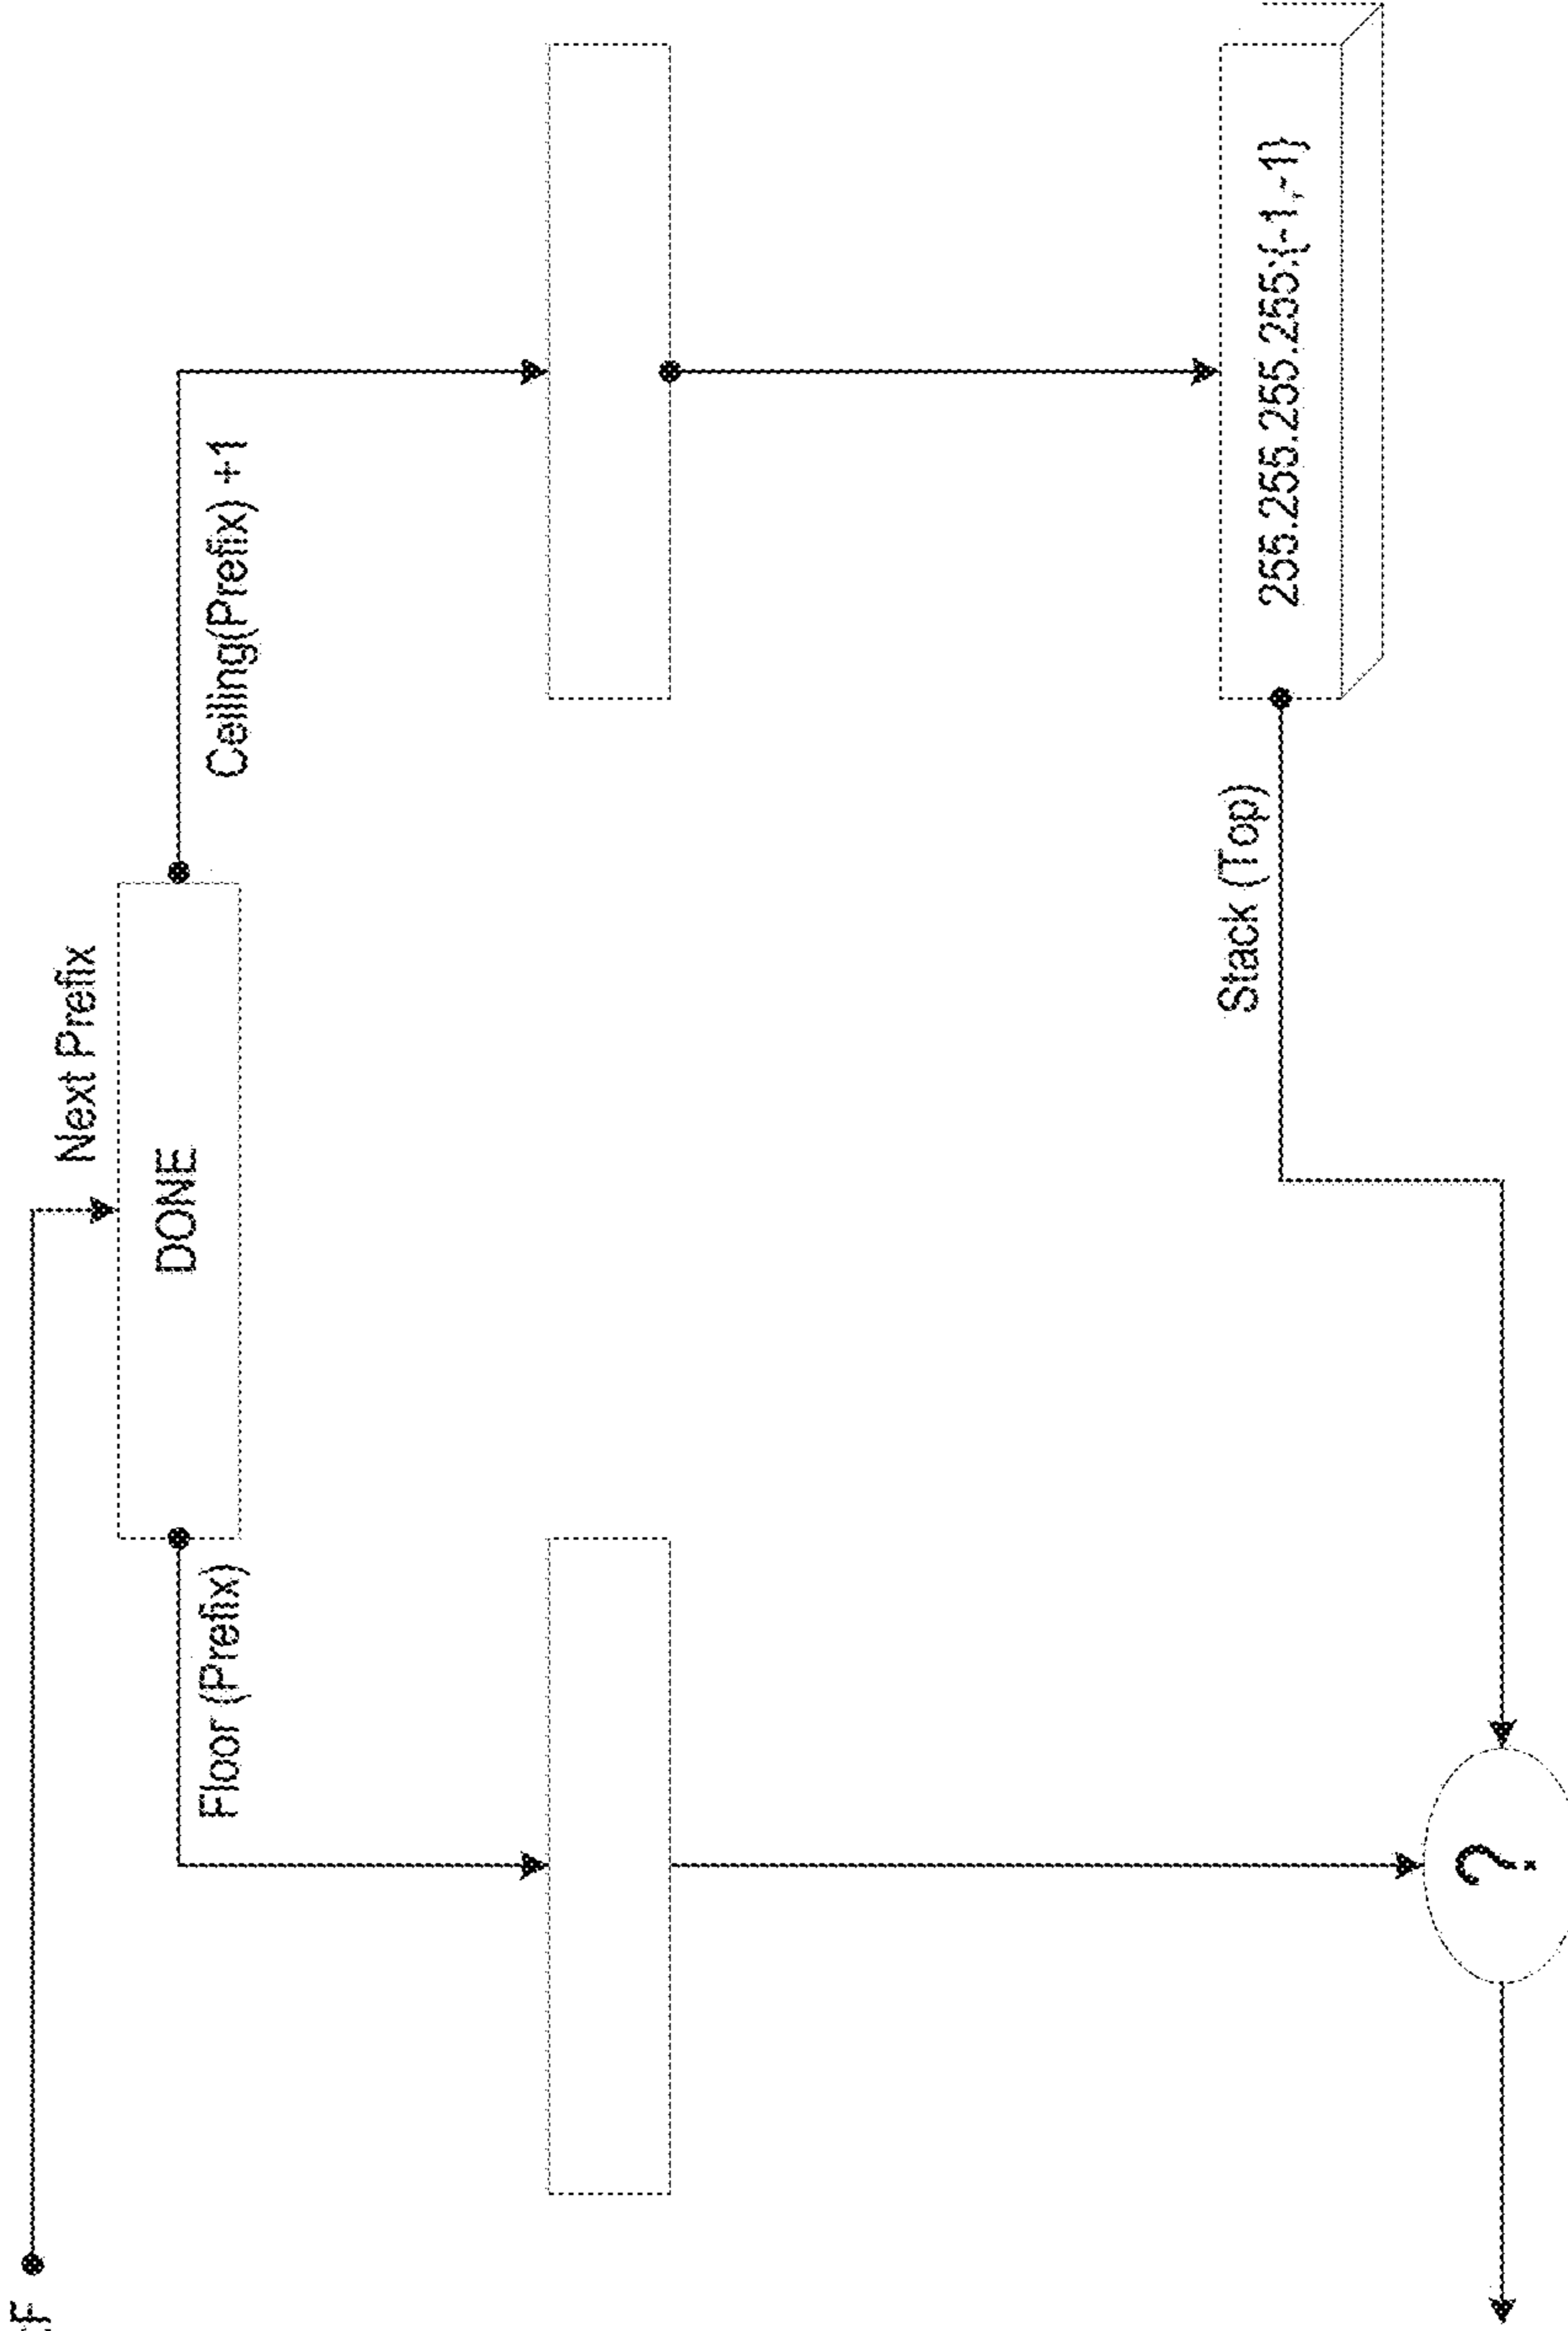 F
Next Prefix
DONE
Floor (Prefix)
Ceiling(Prefix) +1
Stack (Top)
255.255.255.255:{-1,-1}
?